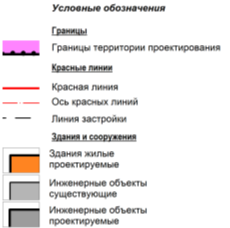 Условные обозначения
Границы
Границы территории проектирования
Красные линии
Красная линия
Ось красных линий
Линия застройки
Здания и сооружения
Здания жилые
проектируемые
Инженерные объекты
существующие
Инженерные объекты
проектируемые